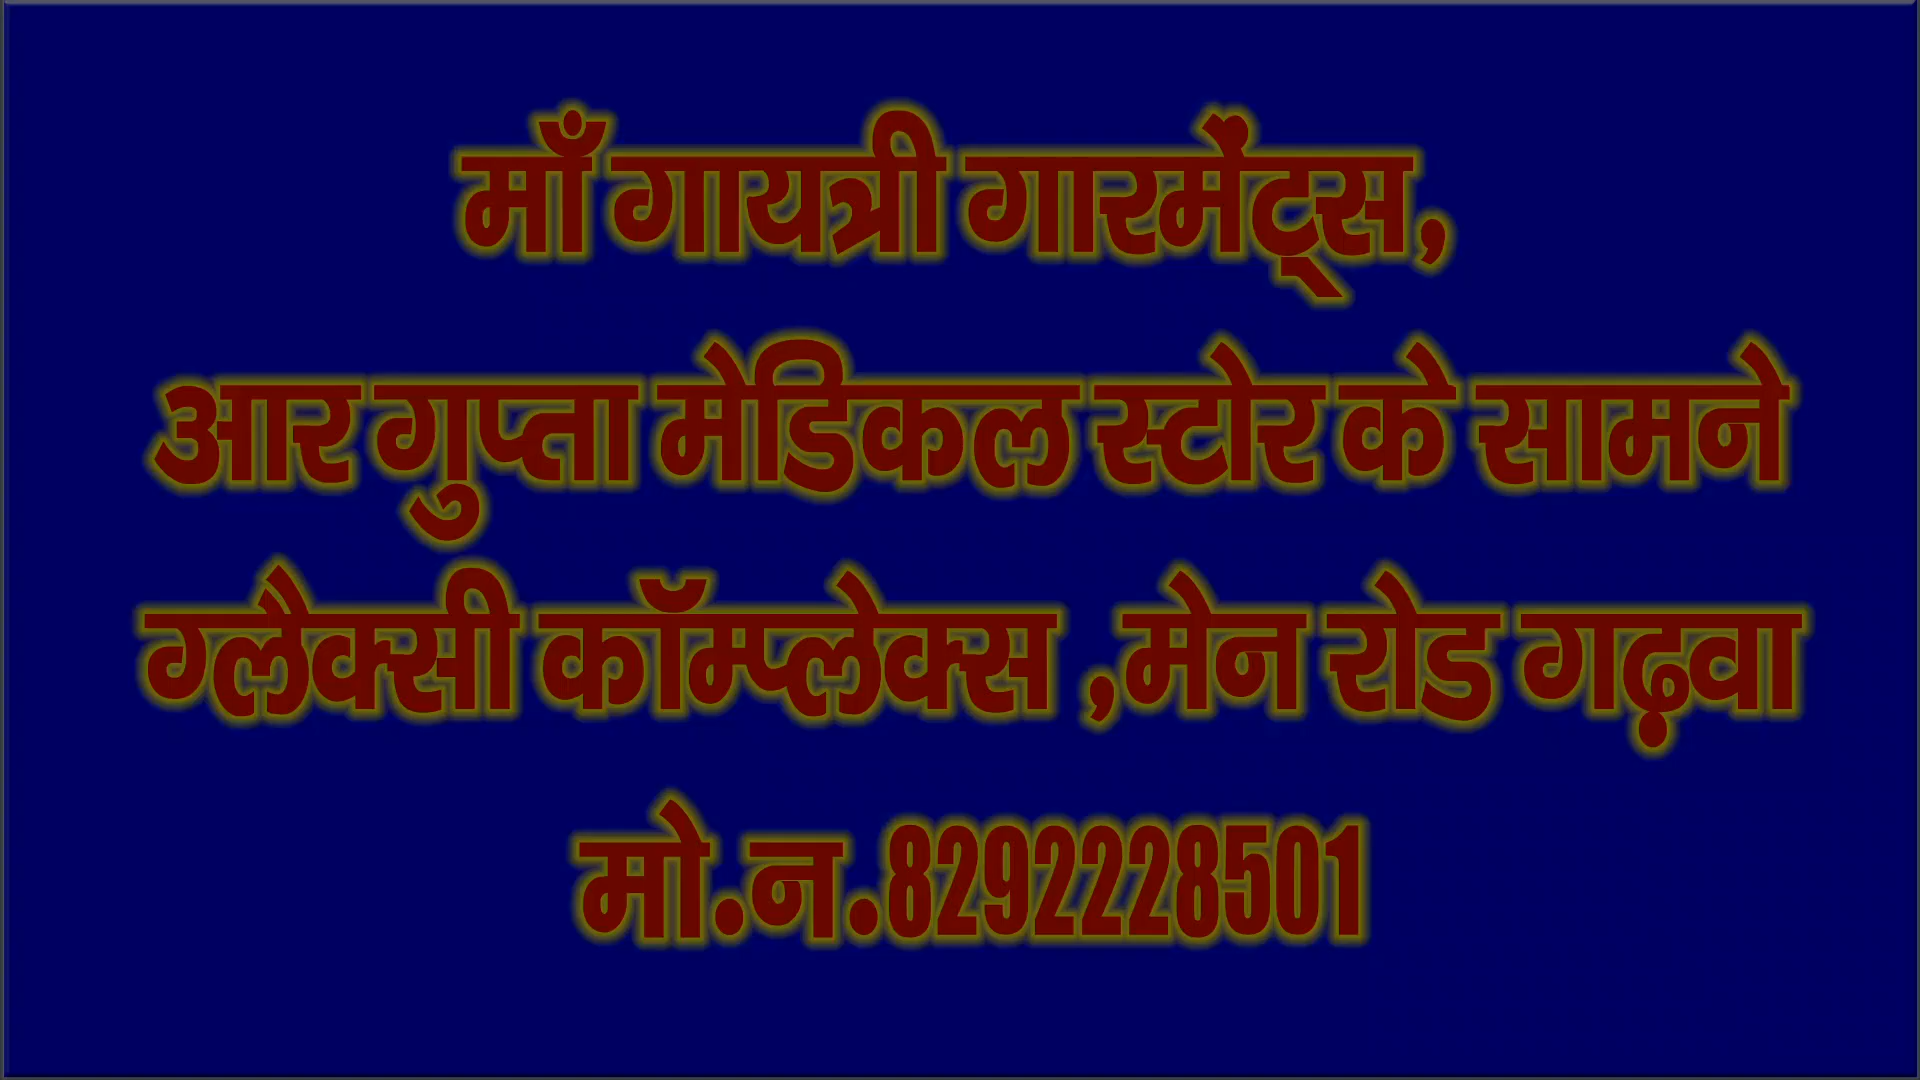 माँ गायत्री गारमेंट्स,
आर गुप्ता मेडिकल स्टोर के सामने
ग्लैक्सी कॉम्प्लेक्स ,मेन रोड गढ़वा
मो.न.8292228501